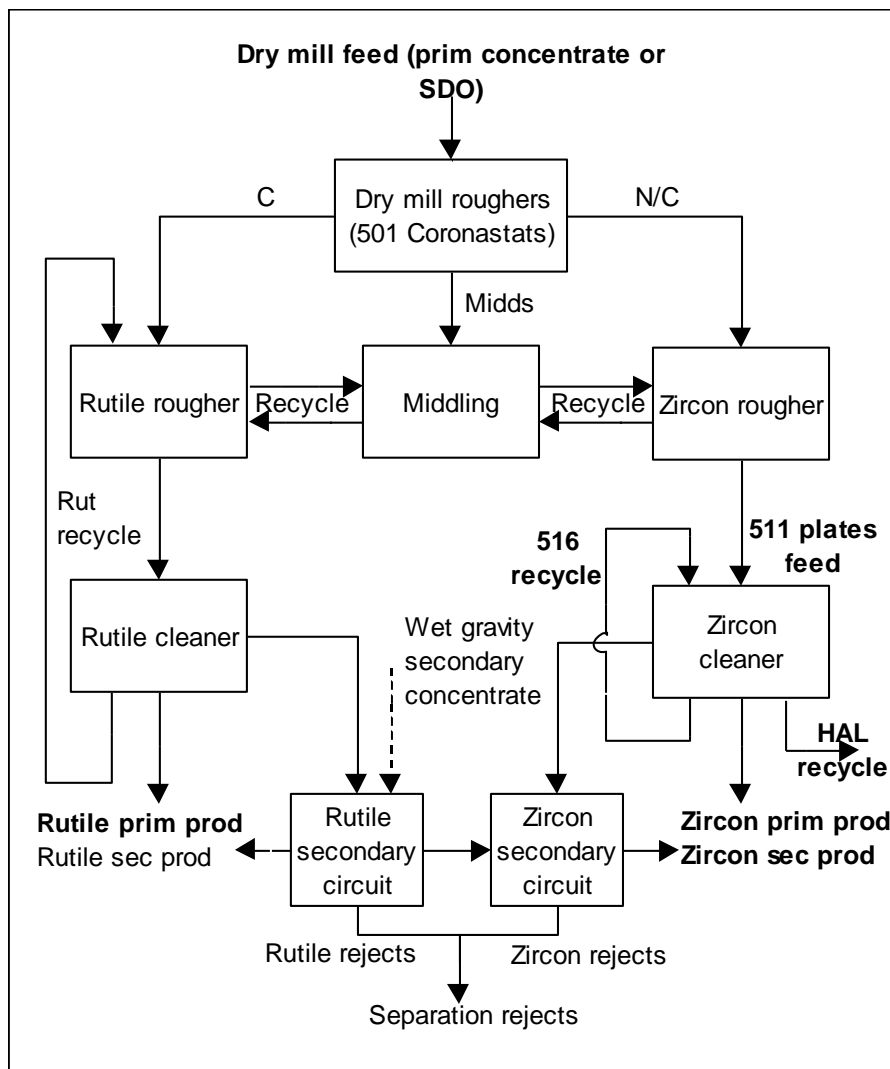 Dry mill feed (prim concentrate or
SDO)
C
Dry mill roughers
(501 Coronastats)
N/C
Midds
Rutile rougher
Recycle
Middling
Recycle
Zircon rougher
Rut
recycle
516
recycle
511 plates
feed
Rutile cleaner
Wet gravity
secondary
concentrate
Zircon
cleaner
HAL
recycle
Rutile prim prod
Rutile sec prod
Rutile
secondary
circuit
Zircon
secondary
circuit
Zircon prim prod
Zircon sec prod
Rutile rejects
Zircon rejects
Separation rejects